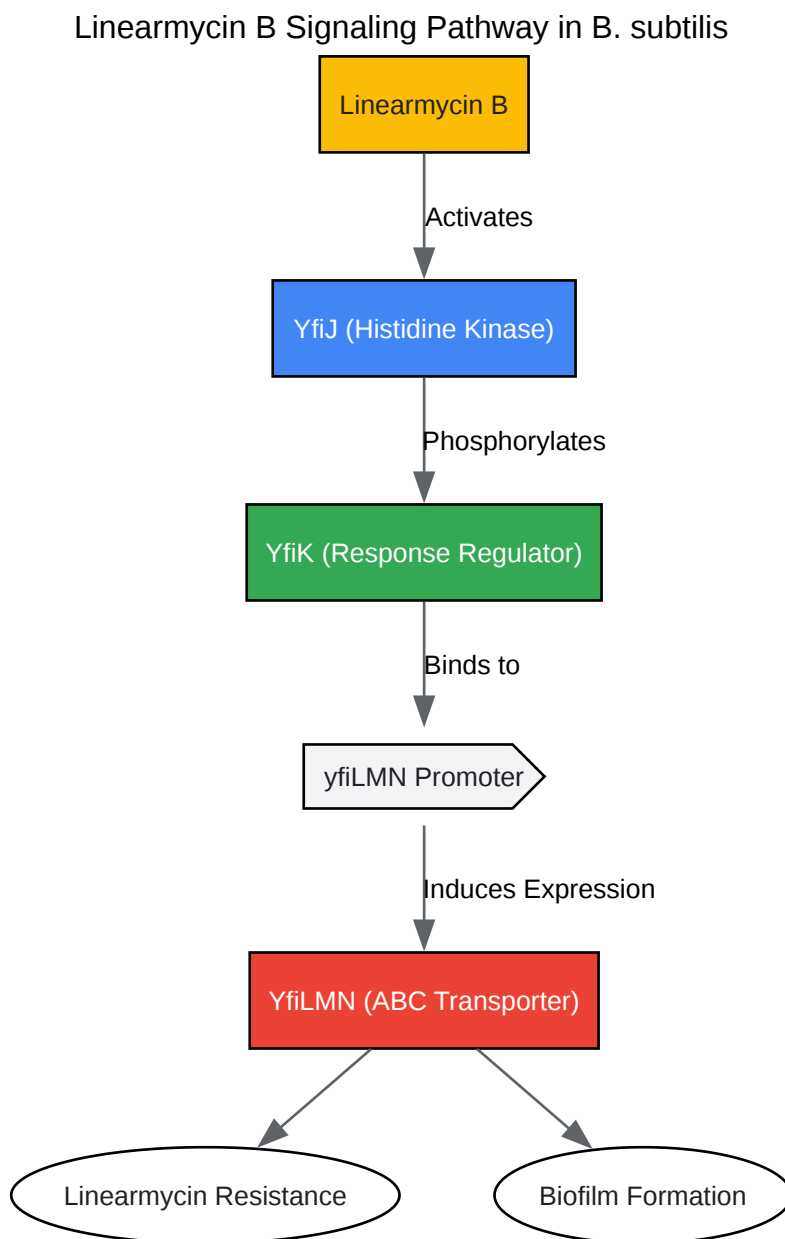 Linearmycin B Signaling Pathway in B. subtilis
Linearmycin B
Activates
YfiJ (Histidine Kinase)
Phosphorylates
YfiK (Response Regulator)
Binds to
yfiLMN Promoter
Induces Expression
YfiLMN (ABC Transporter)
Linearmycin Resistance
Biofilm Formation